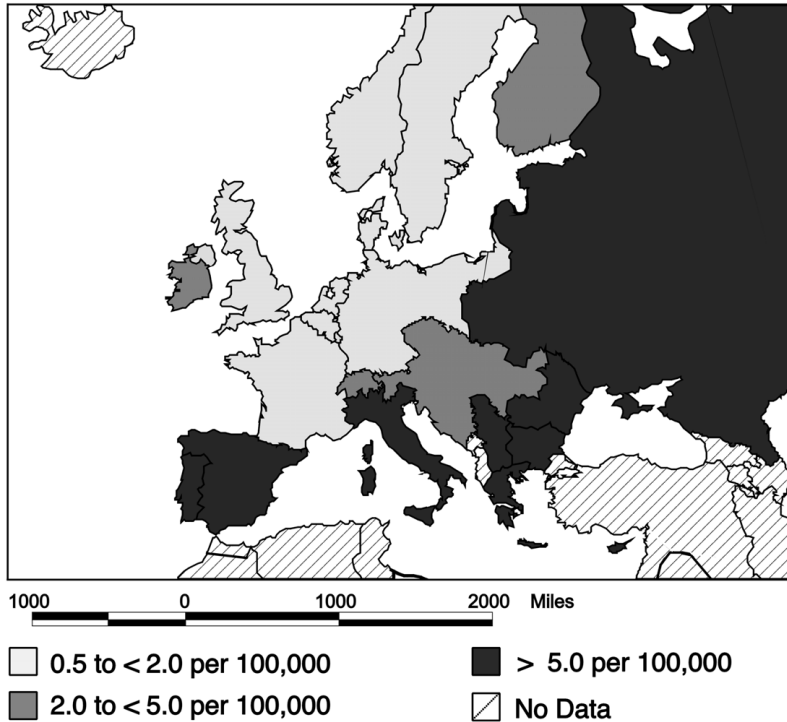 1000 0 1000 2000 Miles
0.5 to < 2.0 per 100,000
> 5.0 per 100,000
2.0 to < 5.0 per 100,000
No Data